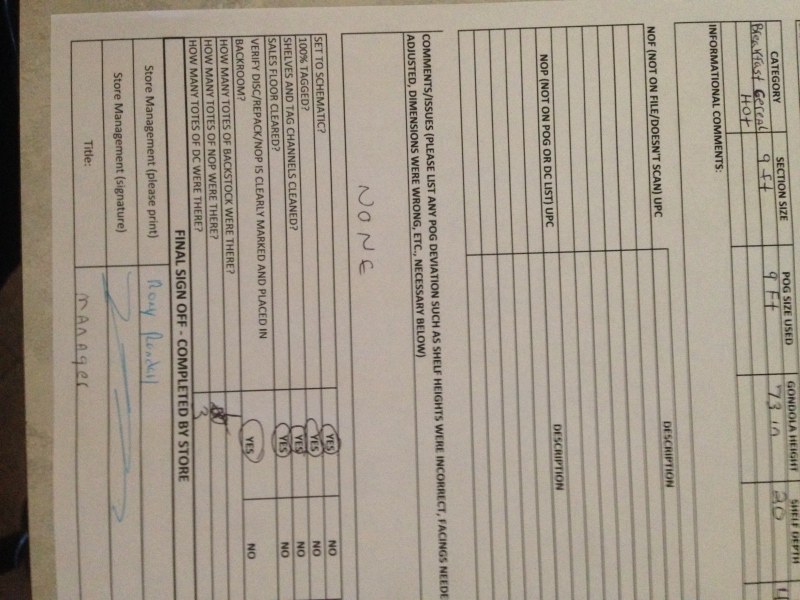 CATEGORY SECTION SIZE POG SIZE USED GONDOLA HEIGHT SHELF DEPTH
Breakfast Cereal 9 Ft 9 Ft 73 in 20
Hot
INFORMATIONAL COMMENTS:
NOF (NOT ON FILE/DOESN'T SCAN) UPC DESCRIPTION
NOP (NOT ON POG OR DC LIST) UPC DESCRIPTION
COMMENTS/ISSUES (PLEASE LIST ANY POG DEVIATION SUCH AS SHELF HEIGHTS WERE INCORRECT, FACINGS NEEDE
ADJUSTED, DIMENSIONS WERE WRONG, ETC., NECESSARY BELOW)
NONE
SET TO SCHEMATIC? YES NO
100% TAGGED? YES NO
SHELVES AND TAG CHANNELS CLEANED? YES NO
SALES FLOOR CLEARED? YES NO
VERIFY DISC/REPACK/NOP IS CLEARLY MARKED AND PLACED IN
BACKROOM? YES NO
HOW MANY TOTES OF BACKSTOCK WERE THERE?
HOW MANY TOTES OF NOP WERE THERE?
HOW MANY TOTES OF DC WERE THERE?
FINAL SIGN OFF - COMPLETED BY STORE
Store Management (please print)
Store Management (signature)
Title: manager